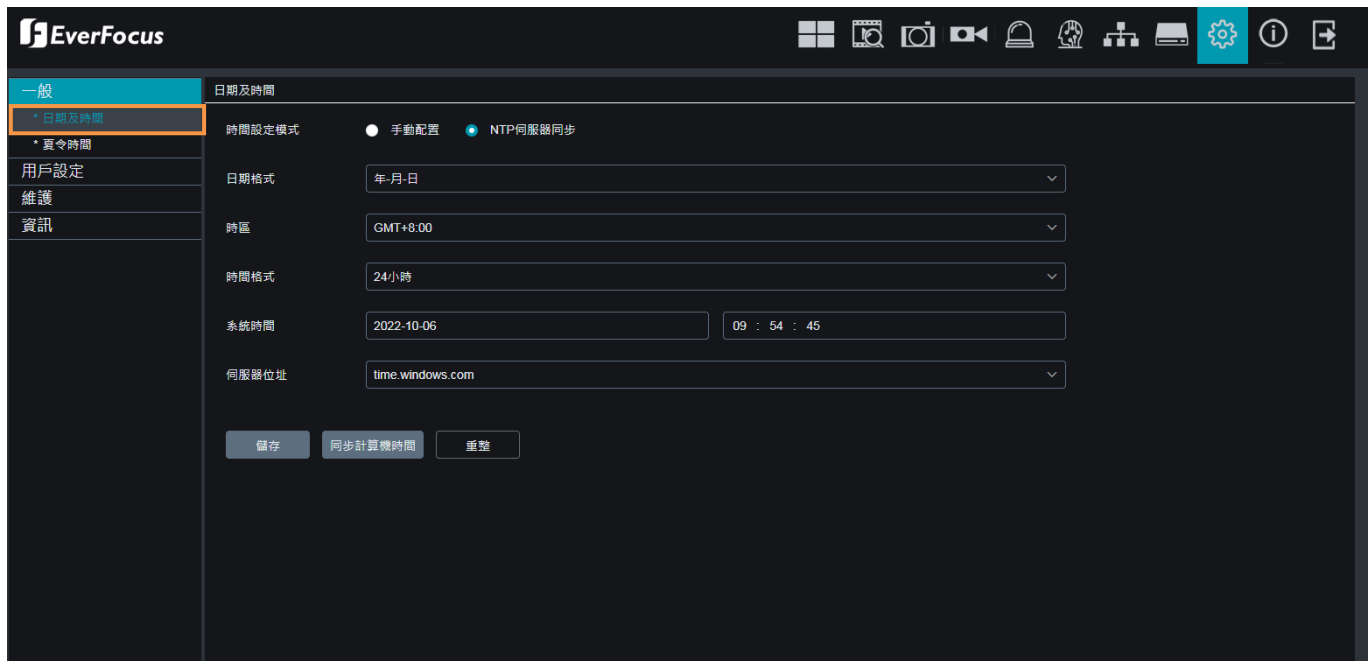 EverFocus
一般
* 日期及時間
* 夏令時間
用戶設定
維護
資訊
日期及時間
時間設定模式 手動配置 NTP伺服器同步
日期格式 年-月-日
時區 GMT+8:00
時間格式 24小時
系統時間 2022-10-06 09 : 54 : 45
伺服器位址 time.windows.com
儲存 同步計算機時間 重整